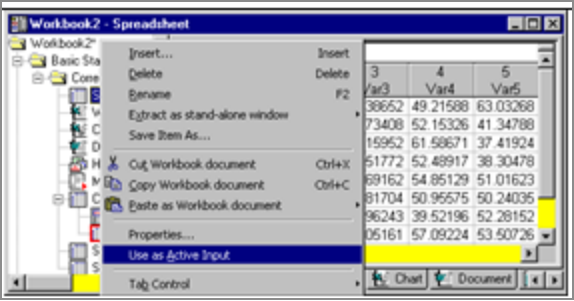 Workbook2 - Spreadsheet
Workbook2*
Basic Sta
Insert... Insert
Delete Delete
Rename F2
Extract as stand-alone window
Save Item As...
Cut Workbook document Ctrl+X
Copy Workbook document Ctrl+C
Paste as Workbook document
Properties...
Use as Active Input
Tab Control
3 4 5
Var3 Var4 Var5
38652 49.21588 63.03268
73408 52.15326 41.34788
15952 61.58671 37.41924
51772 52.48917 38.30478
69162 54.85129 51.01623
81704 50.95575 50.24035
96243 39.52196 52.28152
05161 57.09224 53.50726
Chart Document